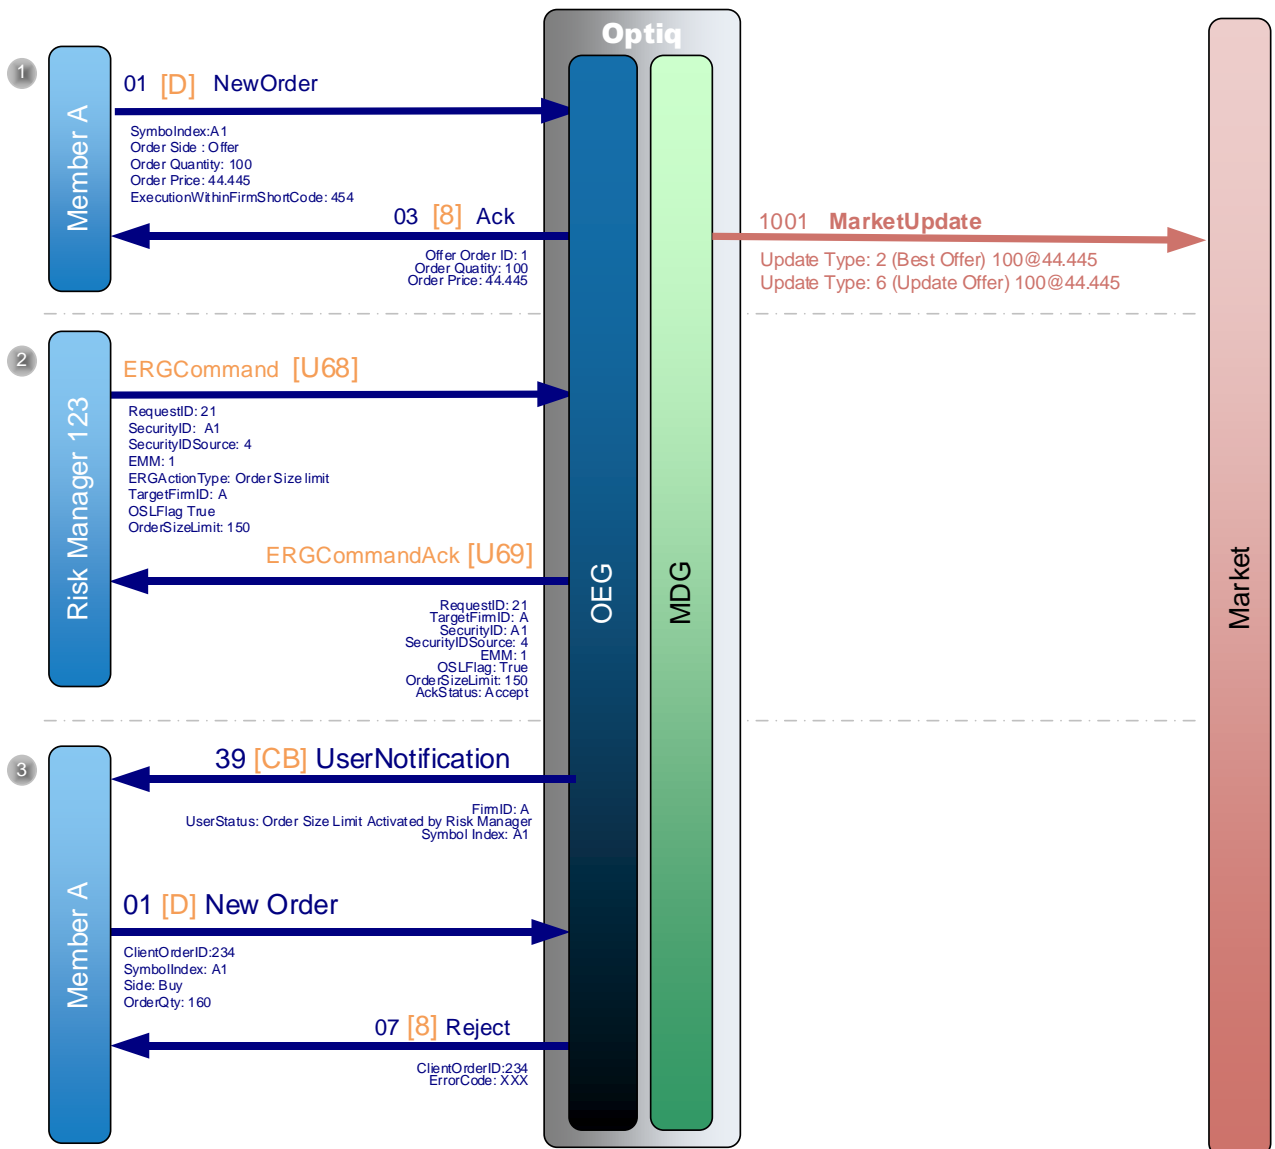 Optiq
1
Member A
01 [D] NewOrder
SymbolIndex:A1
Order Side : Offer
Order Quantity: 100
Order Price: 44.445
ExecutionWithinFirmShortCode: 454
03 [8] Ack
Offer Order ID: 1
Order Quatity: 100
Order Price: 44.445
1001 MarketUpdate
Update Type: 2 (Best Offer) 100@44.445
Update Type: 6 (Update Offer) 100@44.445
2
Risk Manager 123
ERGCommand [U68]
RequestID: 21
SecurityID: A1
SecurityIDSource: 4
EMM: 1
ERGActionType: Order Size limit
TargetFirmID: A
OSLFlag True
OrderSizeLimit: 150
ERGCommandAck [U69]
RequestID: 21
TargetFirmID: A
SecurityID: A1
SecurityIDSource: 4
EMM: 1
OSLFlag: True
OrderSizeLimit: 150
AckStatus: Accept
OEG
MDG
Market
3
Member A
39 [CB] UserNotification
FirmID: A
UserStatus: Order Size Limit Activated by Risk Manager
Symbol Index: A1
01 [D] New Order
ClientOrderID:234
SymbolIndex: A1
Side: Buy
OrderQty: 160
07 [8] Reject
ClientOrderID:234
ErrorCode: XXX